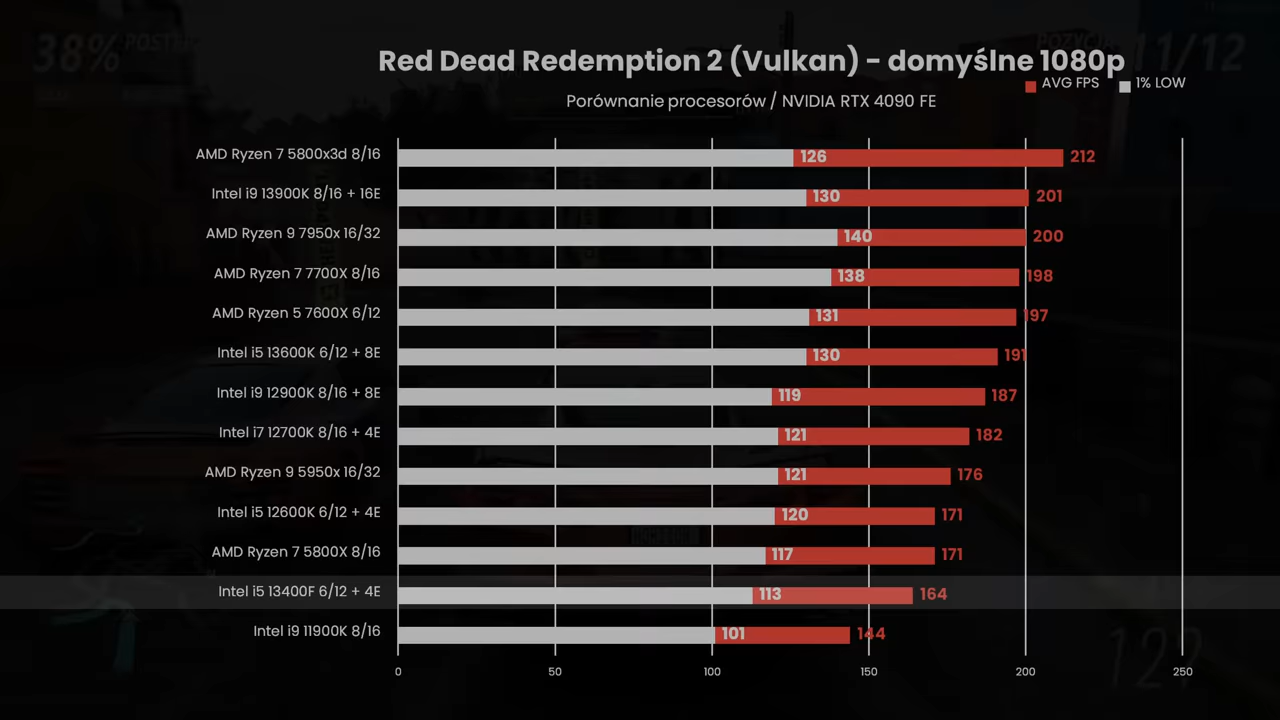 38% POSTĘP
POZYCJA 11/12
Red Dead Redemption 2 (Vulkan) - domyślne 1080p
AVG FPS 1% LOW
Porównanie procesorów / NVIDIA RTX 4090 FE
AMD Ryzen 7 5800x3d 8/16 126 212
Intel i9 13900K 8/16 + 16E 130 201
AMD Ryzen 9 7950x 16/32 140 200
AMD Ryzen 7 7700X 8/16 138 198
AMD Ryzen 5 7600X 6/12 131 197
Intel i5 13600K 6/12 + 8E 130 191
Intel i9 12900K 8/16 + 8E 119 187
Intel i7 12700K 8/16 + 4E 121 182
AMD Ryzen 9 5950x 16/32 121 176
Intel i5 12600K 6/12 + 4E 120 171
AMD Ryzen 7 5800X 8/16 117 171
Intel i5 13400F 6/12 + 4E 113 164
Intel i9 11900K 8/16 101 144
0 50 100 150 200 250